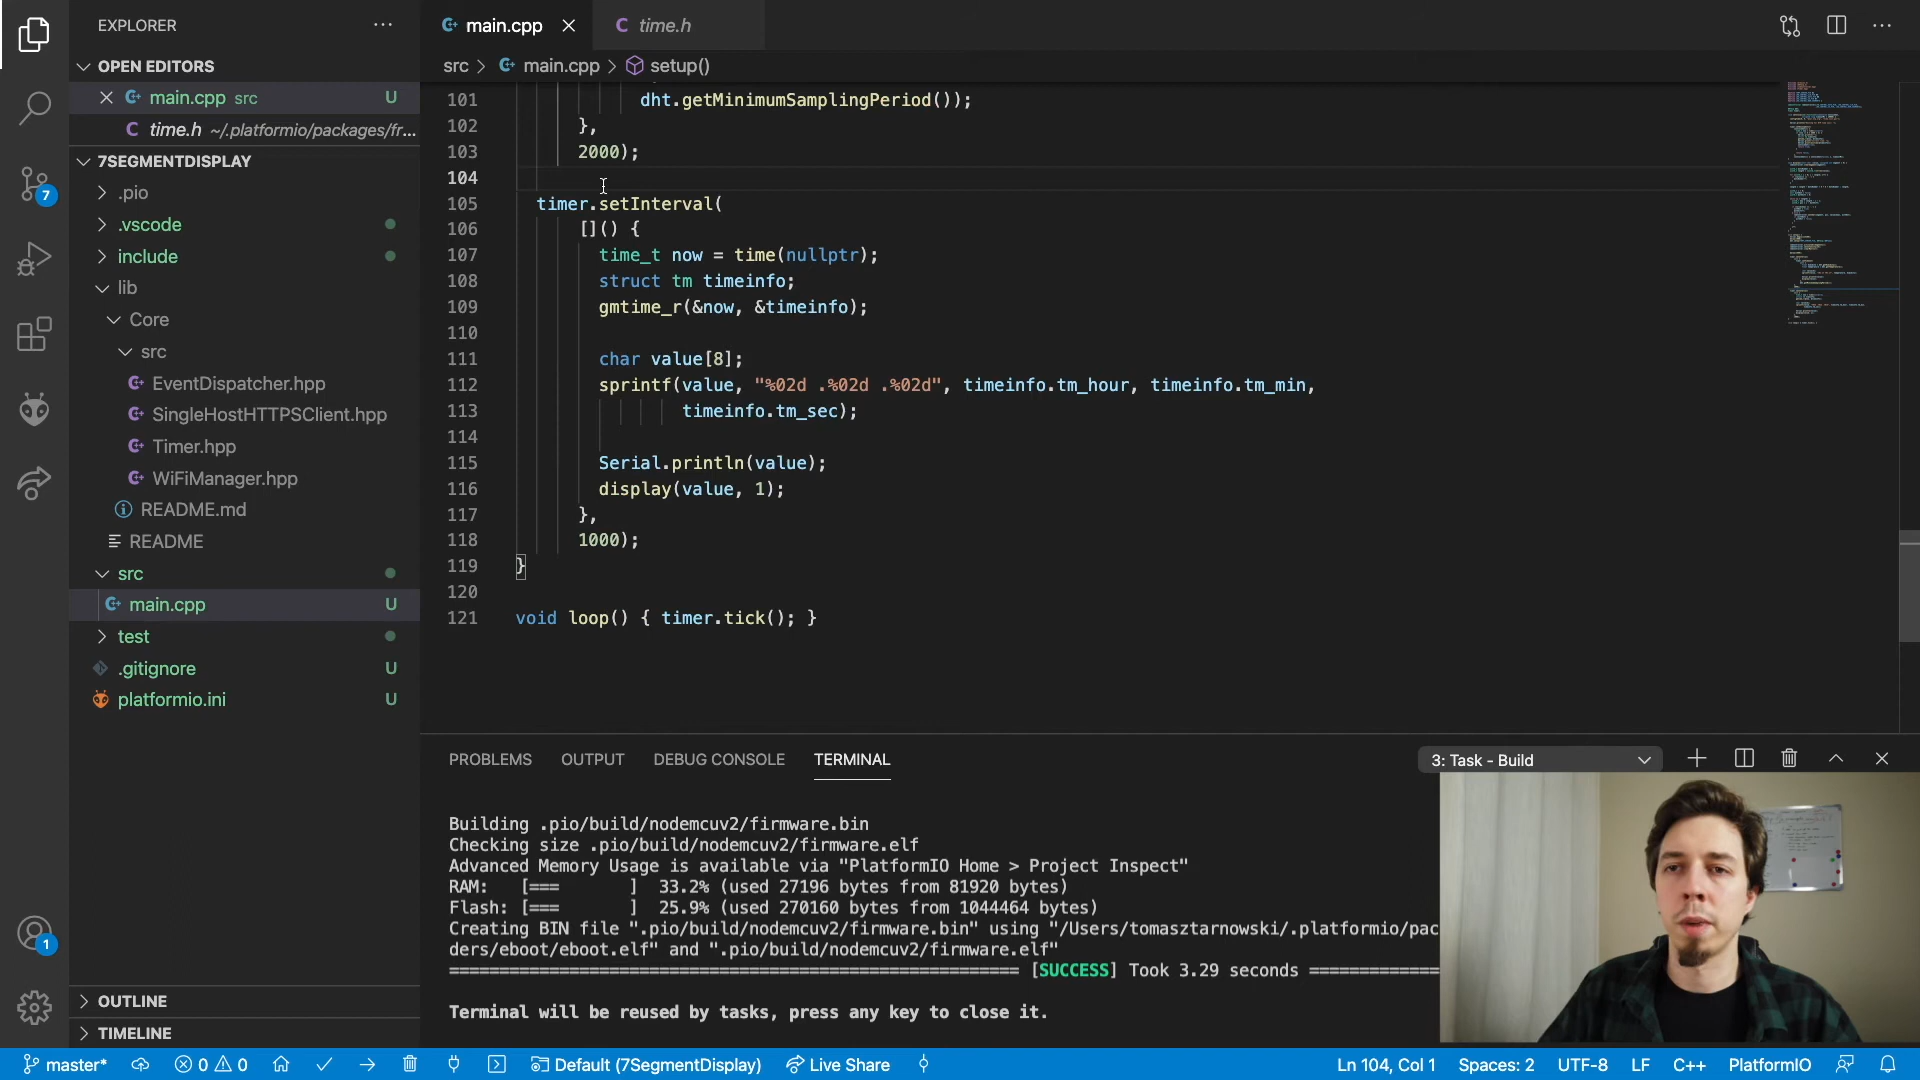 EXPLORER
main.cpp
time.h
OPEN EDITORS
src > main.cpp > setup()
main.cpp src U
time.h ~/.platformio/packages/fr...
7SEGMENTDISPLAY
.pio
.vscode
include
lib
Core
src
EventDispatcher.hpp
SingleHostHTTPSClient.hpp
Timer.hpp
WiFiManager.hpp
README.md
README
src
main.cpp U
test
.gitignore U
platformio.ini U
OUTLINE
TIMELINE
7
1
101 dht.getMinimumSamplingPeriod());
102 },
103 2000);
104
105 timer.setInterval(
106 []() {
107 time_t now = time(nullptr);
108 struct tm timeinfo;
109 gmtime_r(&now, &timeinfo);
110
111 char value[8];
112 sprintf(value, "%02d .%02d .%02d", timeinfo.tm_hour, timeinfo.tm_min,
113 timeinfo.tm_sec);
114
115 Serial.println(value);
116 display(value, 1);
117 },
118 1000);
119 }
120
121 void loop() { timer.tick(); }
PROBLEMS OUTPUT DEBUG CONSOLE TERMINAL 3: Task - Build
Building .pio/build/nodemcuv2/firmware.bin
Checking size .pio/build/nodemcuv2/firmware.elf
Advanced Memory Usage is available via "PlatformIO Home > Project Inspect"
RAM: [=== ] 33.2% (used 27196 bytes from 81920 bytes)
Flash: [=== ] 25.9% (used 270160 bytes from 1044464 bytes)
Creating BIN file ".pio/build/nodemcuv2/firmware.bin" using "/Users/tomasztarnowski/.platformio/pac
ders/eboot/eboot.elf" and ".pio/build/nodemcuv2/firmware.elf"
[SUCCESS] Took 3.29 seconds
Terminal will be reused by tasks, press any key to close it.
master* 0 0 Default (7SegmentDisplay) Live Share Ln 104, Col 1 Spaces: 2 UTF-8 LF C++ PlatformIO